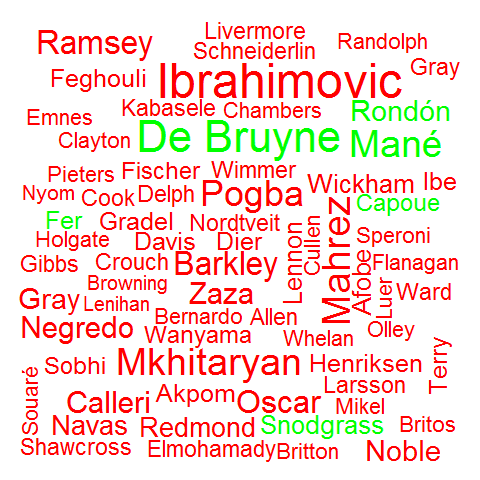 Livermore
Ramsey
Schneiderlin
Randolph
Feghouli
Ibrahimovic
Gray
Emnes
Kabasele
Chambers
Rondón
Clayton
De Bruyne
Mané
Pieters
Fischer
Wimmer
Nyom
Cook
Delph
Pogba
Wickham
Ibe
Capoue
Fer
Gradel
Nordtveit
Lennon
Cullen
Mahrez
Speroni
Holgate
Davis
Dier
Gibbs
Crouch
Barkley
Afobe
Flanagan
Browning
Gray
Lenihan
Zaza
Luer
Ward
Negredo
Bernardo
Allen
Wanyama
Whelan
Olley
Sobhi
Mkhitaryan
Henriksen
Terry
Souaré
Calleri
Akpom
Oscar
Larsson
Mikel
Navas
Redmond
Snodgrass
Britos
Shawcross
Elmohamady
Britton
Noble